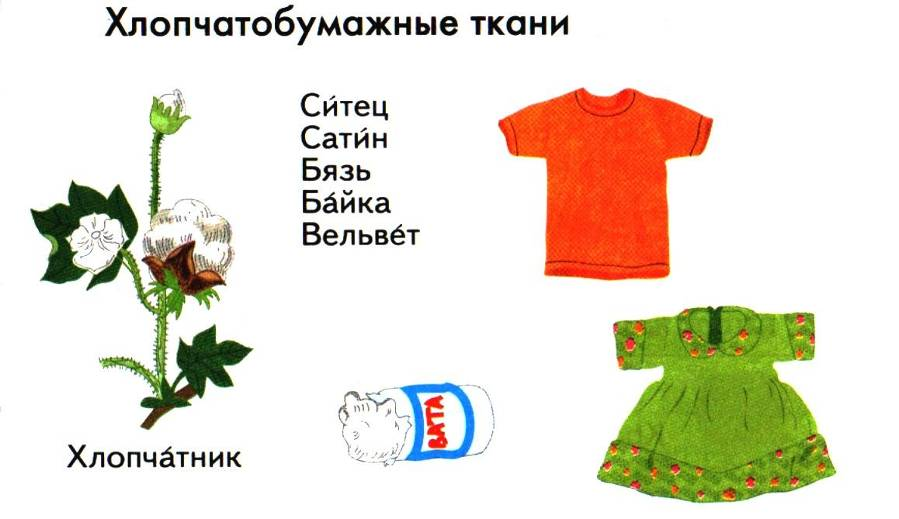 Хлопчатобумажные ткани
Си́тец
Сати́н
Бязь
Ба́йка
Вельве́т
ВАТА
Хлопча́тник